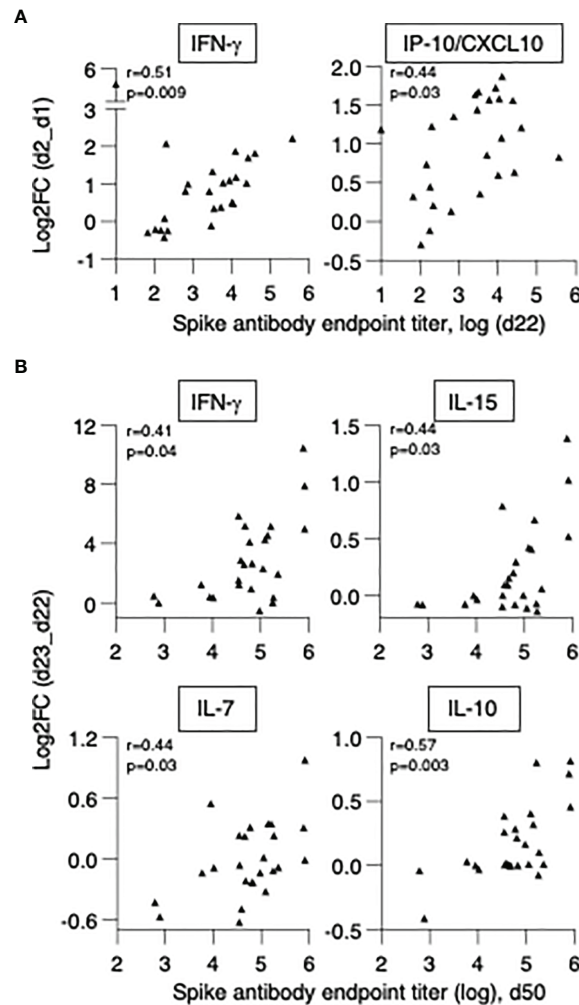 A
IFN-γ
IP-10/CXCL10
r=0.51
p=0.009
r=0.44
p=0.03
Log2FC (d2_d1)
6
3
2
1
0
-1
2.0
1.5
1.0
0.5
0.0
-0.5
1 2 3 4 5 6
1 2 3 4 5 6
Spike antibody endpoint titer, log (d22)
B
IFN-γ
IL-15
r=0.41
p=0.04
r=0.44
p=0.03
12
8
4
0
1.5
1.0
0.5
0.0
2 3 4 5 6
2 3 4 5 6
Log2FC (d23_d22)
IL-7
IL-10
r=0.44
p=0.03
r=0.57
p=0.003
1.2
0.6
0.0
-0.6
1.0
0.5
0.0
-0.5
2 3 4 5 6
2 3 4 5 6
Spike antibody endpoint titer (log), d50